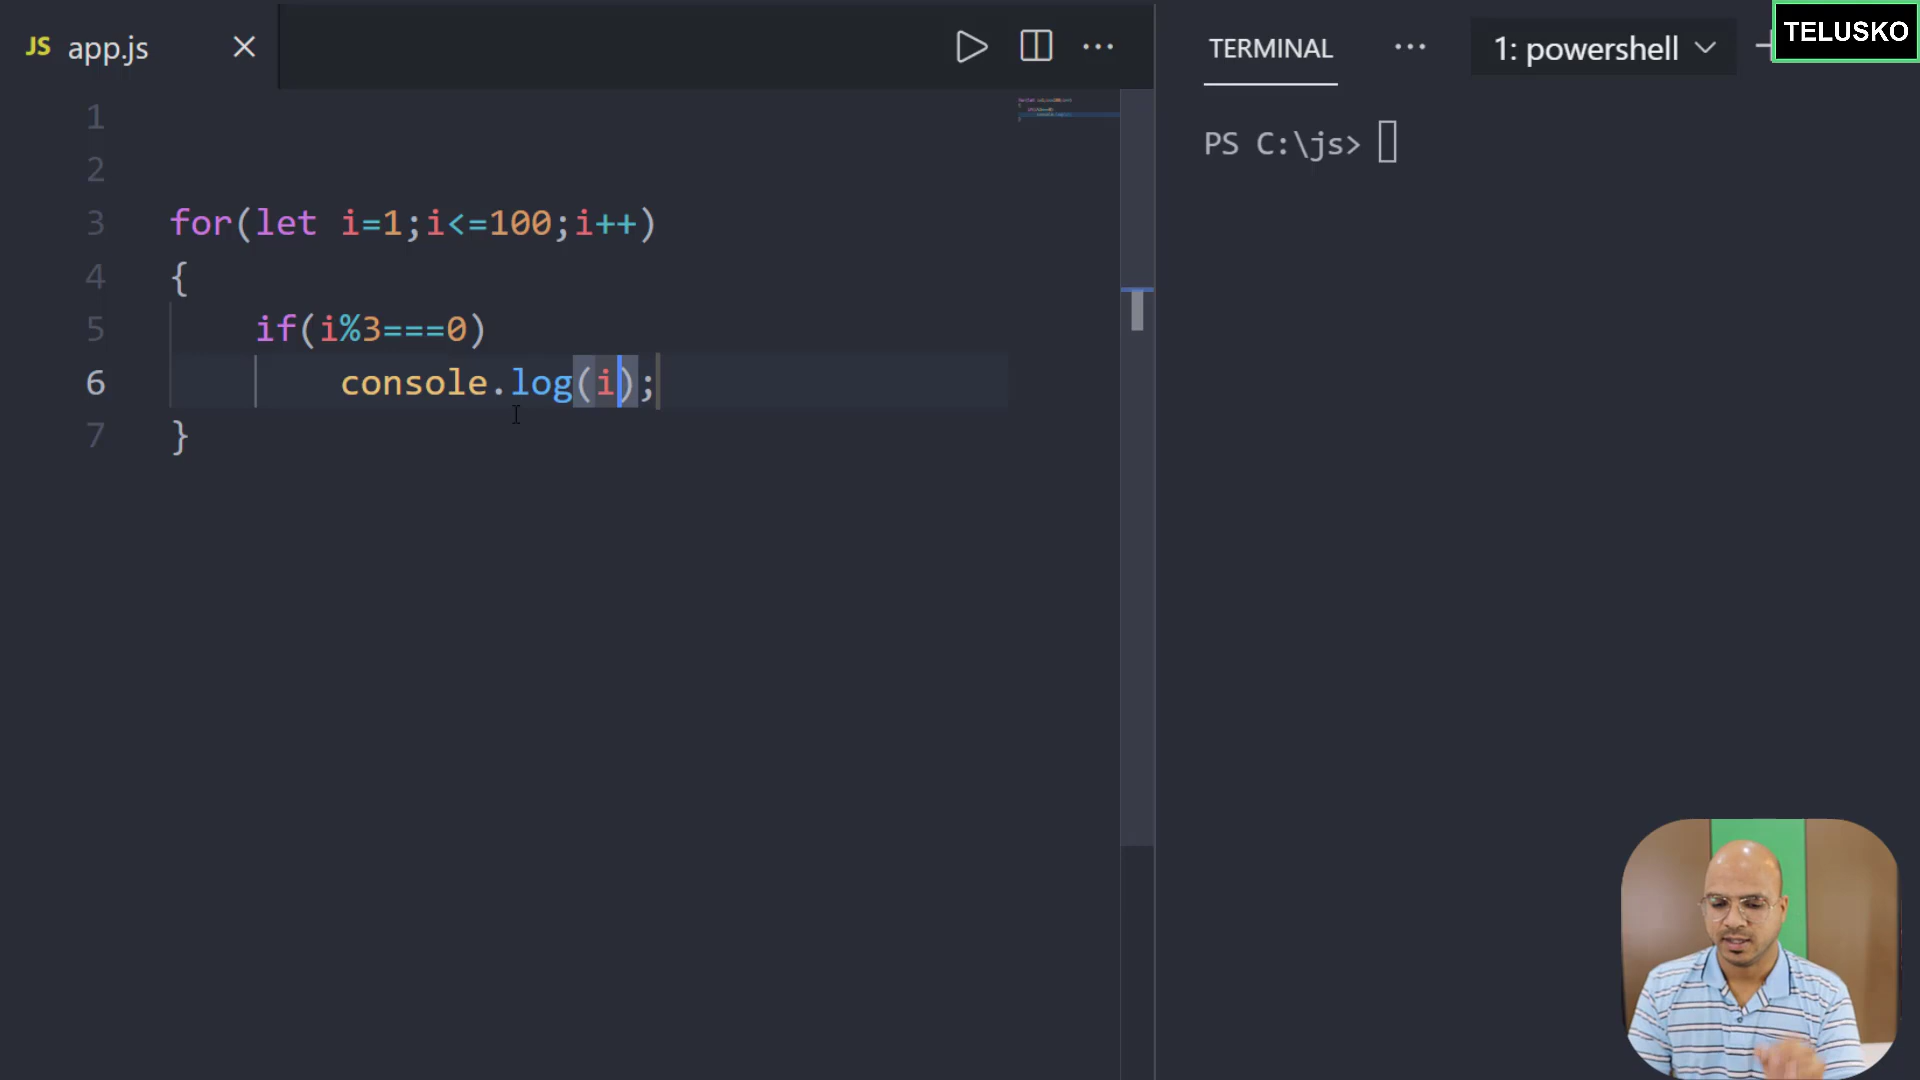 JS app.js
TERMINAL
1: powershell
TELUSKO
1
2
3 for(let i=1;i<=100;i++)
4 {
5 if(i%3===0)
6 console.log(i);
7 }
PS C:\js>